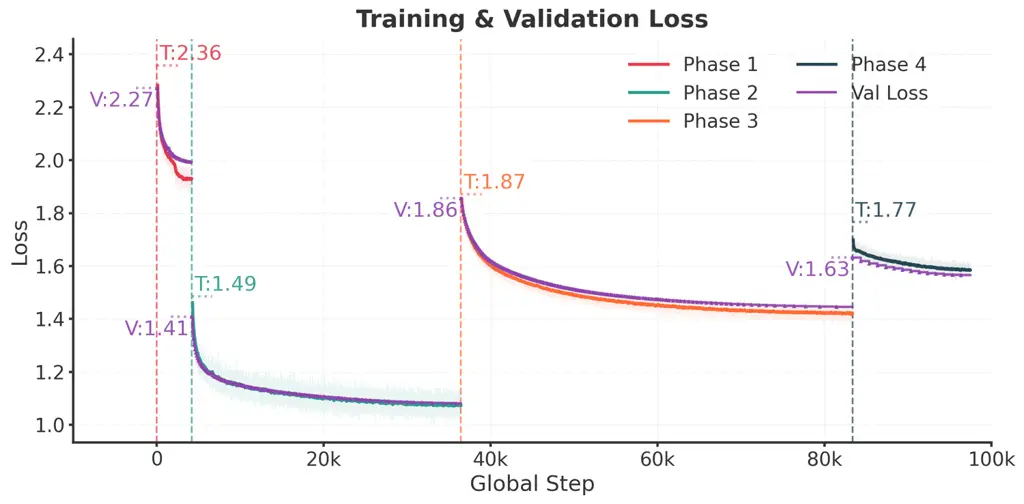 Training & Validation Loss
Loss
2.4
2.2
2.0
1.8
1.6
1.4
1.2
1.0
T:2.36
V:2.27
T:1.49
V:1.41
T:1.87
V:1.86
T:1.77
V:1.63
Phase 1
Phase 2
Phase 3
Phase 4
Val Loss
0
20k
40k
60k
80k
100k
Global Step